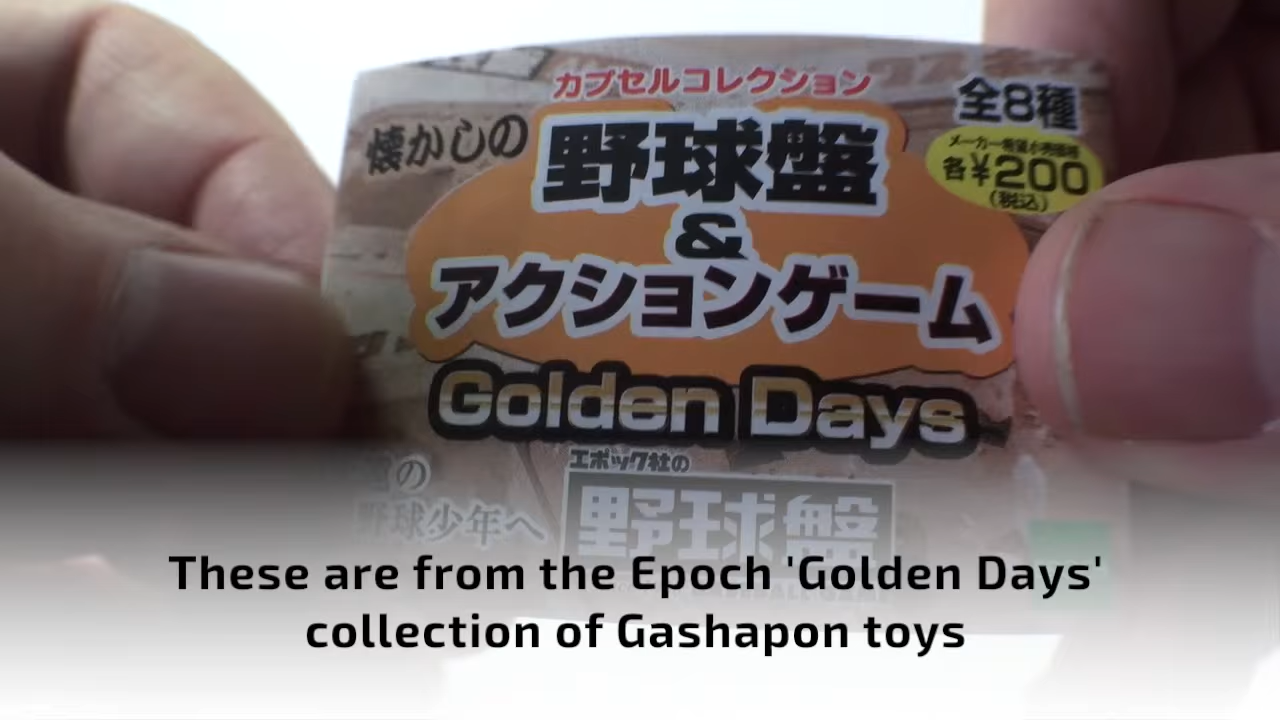 カプセルコレクション
全8種
懐かしの
野球盤
メーカー希望小売価格
各¥200
(税込)
&
アクションゲーム
Golden Days
エポック社の
の
野球少年へ
野球盤
These are from the Epoch 'Golden Days'
collection of Gashapon toys